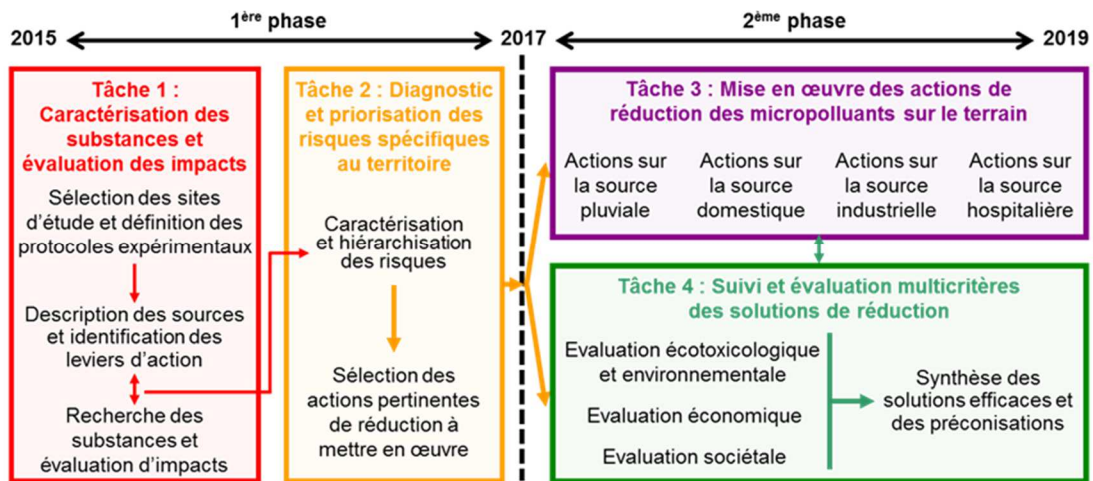 1ère phase
2ème phase
2015
2017
2019
Tâche 1 :
Caractérisation des
substances et
évaluation des impacts
Sélection des sites
d'étude et définition des
protocoles expérimentaux
Description des sources
et identification des
leviers d'action
Recherche des
substances et
évaluation d'impacts
Tâche 2 : Diagnostic
et priorisation des
risques spécifiques
au territoire
Caractérisation
et hiérarchisation
des risques
Sélection des
actions pertinentes
de réduction à
mettre en œuvre
Tâche 3 : Mise en œuvre des actions de
réduction des micropolluants sur le terrain
Actions sur
la source
pluviale
Actions sur
la source
domestique
Actions sur
la source
industrielle
Actions sur
la source
hospitalière
Tâche 4 : Suivi et évaluation multicritères
des solutions de réduction
Evaluation écotoxicologique
et environnementale
Evaluation économique
Evaluation sociétale
Synthèse des
solutions efficaces et
des préconisations